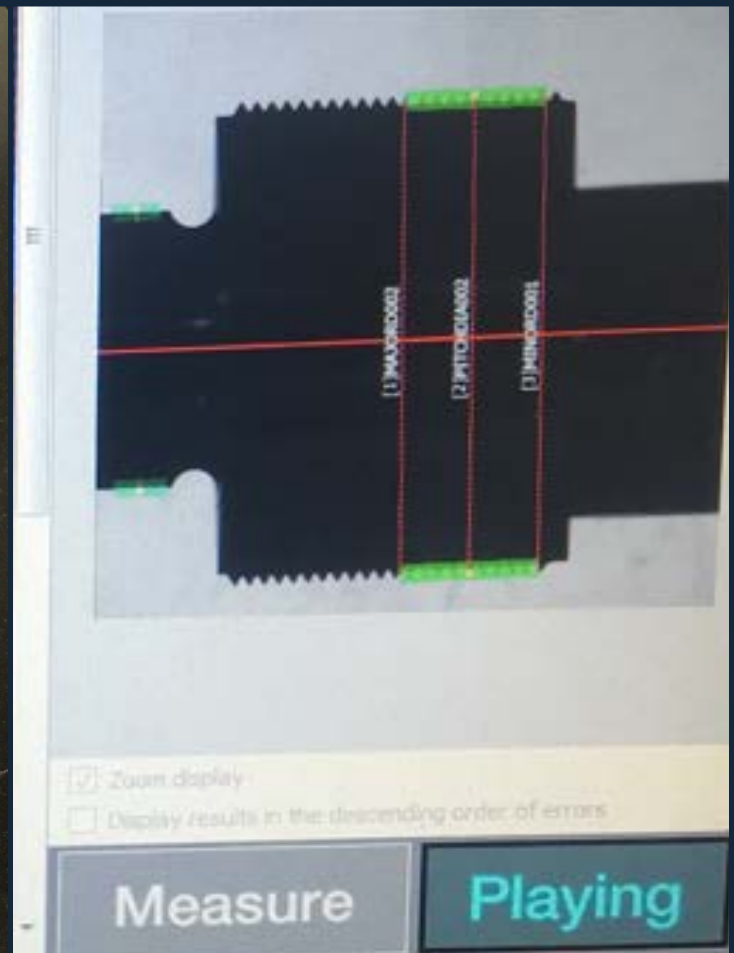 [1]MAJORD002
[2]PITCHDIA002
[3]MINORD001
Zoom display
Display results in the descending order of errors
Measure
Playing